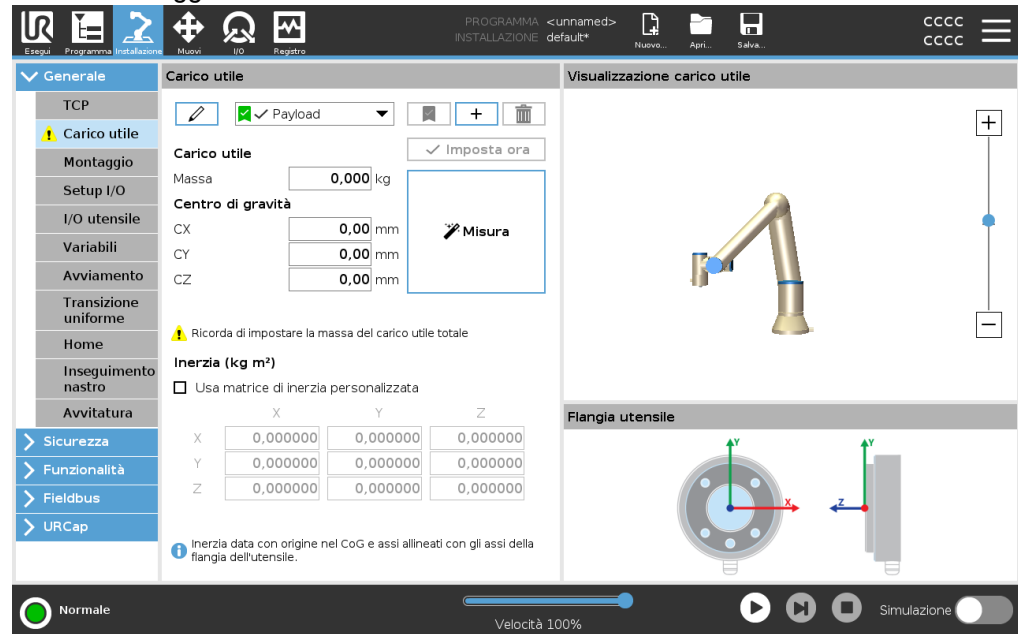 PROGRAMMA <unnamed>
INSTALLAZIONE default*
CCCC
CCCC
UR
Esegui
Programma
Installazione
Muovi
I/O
Registro
Nuovo...
Apri...
Salva...
Generale
TCP
Carico utile
Montaggio
Setup I/O
I/O utensile
Variabili
Avviamento
Transizione
uniforme
Home
Inseguimento
nastro
Avvitatura
Sicurezza
Funzionalità
Fieldbus
URCap
Carico utile
Payload
+
Imposta ora
Carico utile
Massa 0,000 kg
Centro di gravità
CX 0,00 mm
CY 0,00 mm
CZ 0,00 mm
Misura
Ricorda di impostare la massa del carico utile totale
Inerzia (kg m²)
Usa matrice di inerzia personalizzata
X Y Z
X 0,000000 0,000000 0,000000
Y 0,000000 0,000000 0,000000
Z 0,000000 0,000000 0,000000
Inerzia data con origine nel CoG e assi allineati con gli assi della
flangia dell'utensile.
Visualizzazione carico utile
Flangia utensile
Y
X
Y
Z
Normale
Velocità 100%
Simulazione